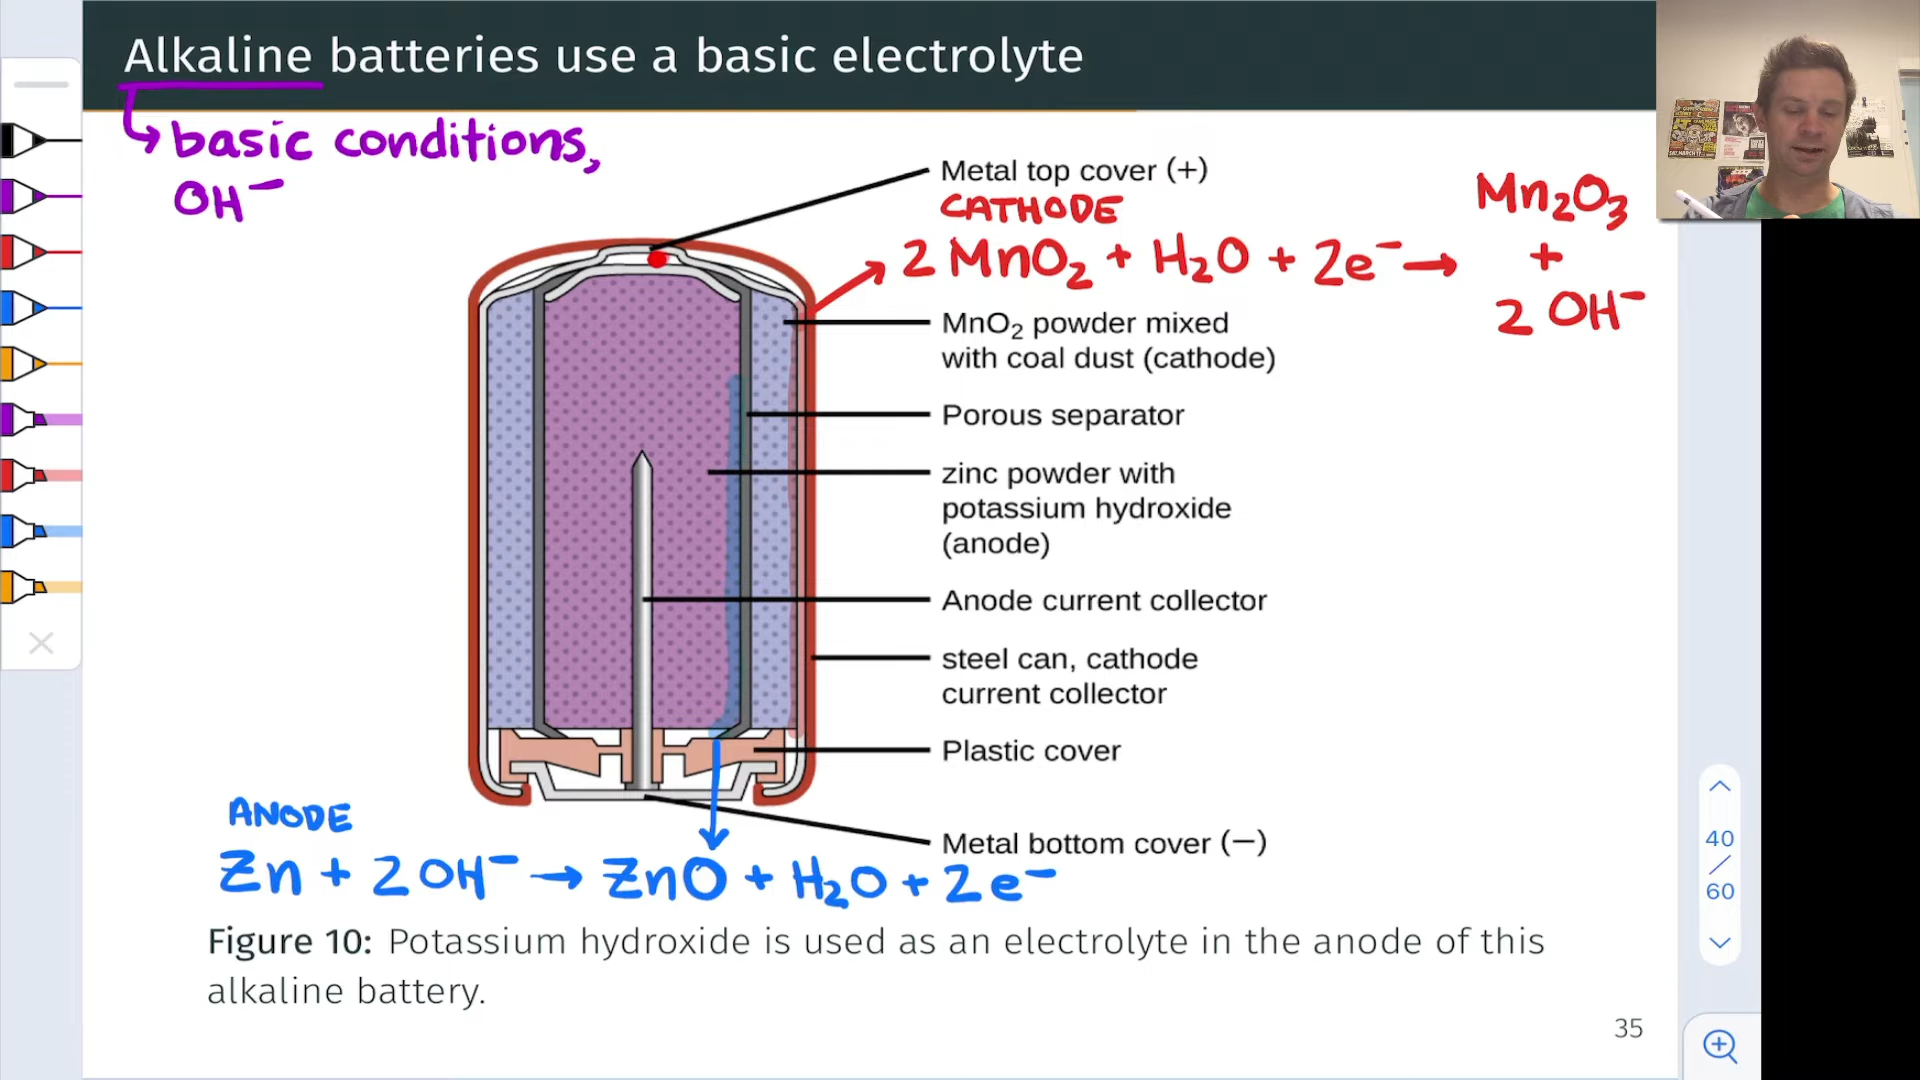 Alkaline batteries use a basic electrolyte
basic conditions,
OH⁻
Metal top cover (+)
CATHODE
2 MnO₂ + H₂O + 2e⁻ → Mn₂O₃
+
2 OH⁻
MnO₂ powder mixed
with coal dust (cathode)
Porous separator
zinc powder with
potassium hydroxide
(anode)
Anode current collector
steel can, cathode
current collector
Plastic cover
Metal bottom cover (−)
ANODE
Zn + 2 OH⁻ → ZnO + H₂O + 2e⁻
Figure 10: Potassium hydroxide is used as an electrolyte in the anode of this
alkaline battery.
35
40
/
60